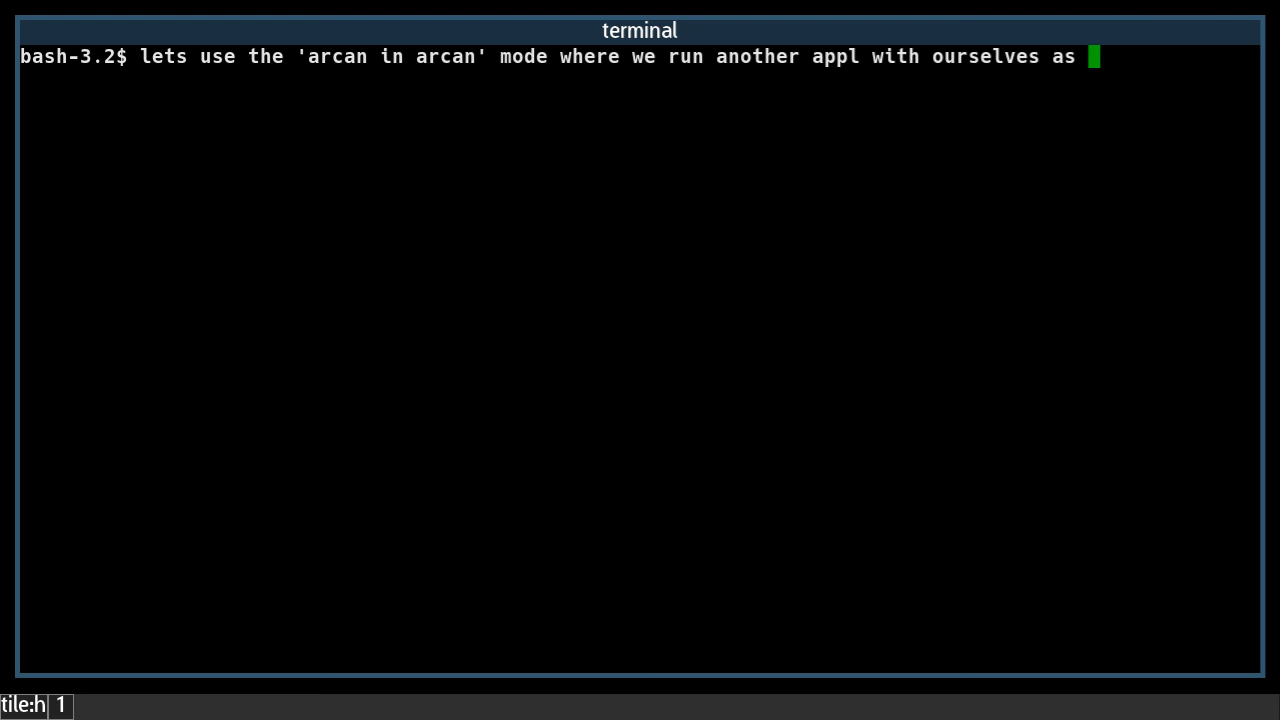 terminal
bash-3.2$ lets use the 'arcan in arcan' mode where we run another appl with ourselves as
tile:h 1